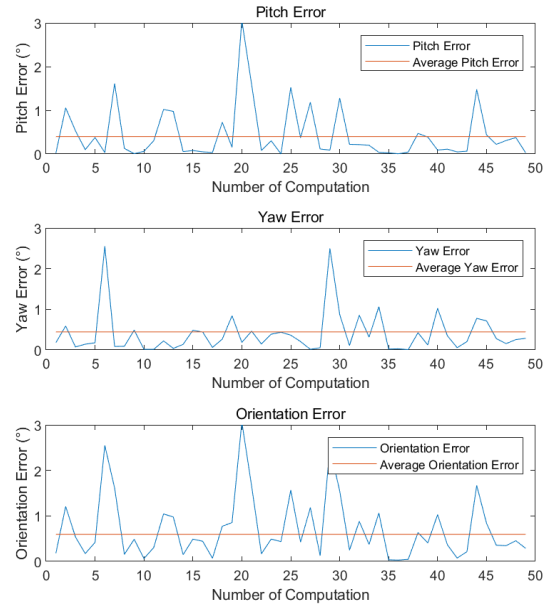 Pitch Error
Pitch Error (°)
3
2
1
0
Pitch Error
Average Pitch Error
0 5 10 15 20 25 30 35 40 45 50
Number of Computation
Yaw Error
Yaw Error (°)
3
2
1
0
Yaw Error
Average Yaw Error
0 5 10 15 20 25 30 35 40 45 50
Number of Computation
Orientation Error
Orientation Error (°)
3
2
1
0
Orientation Error
Average Orientation Error
0 5 10 15 20 25 30 35 40 45 50
Number of Computation